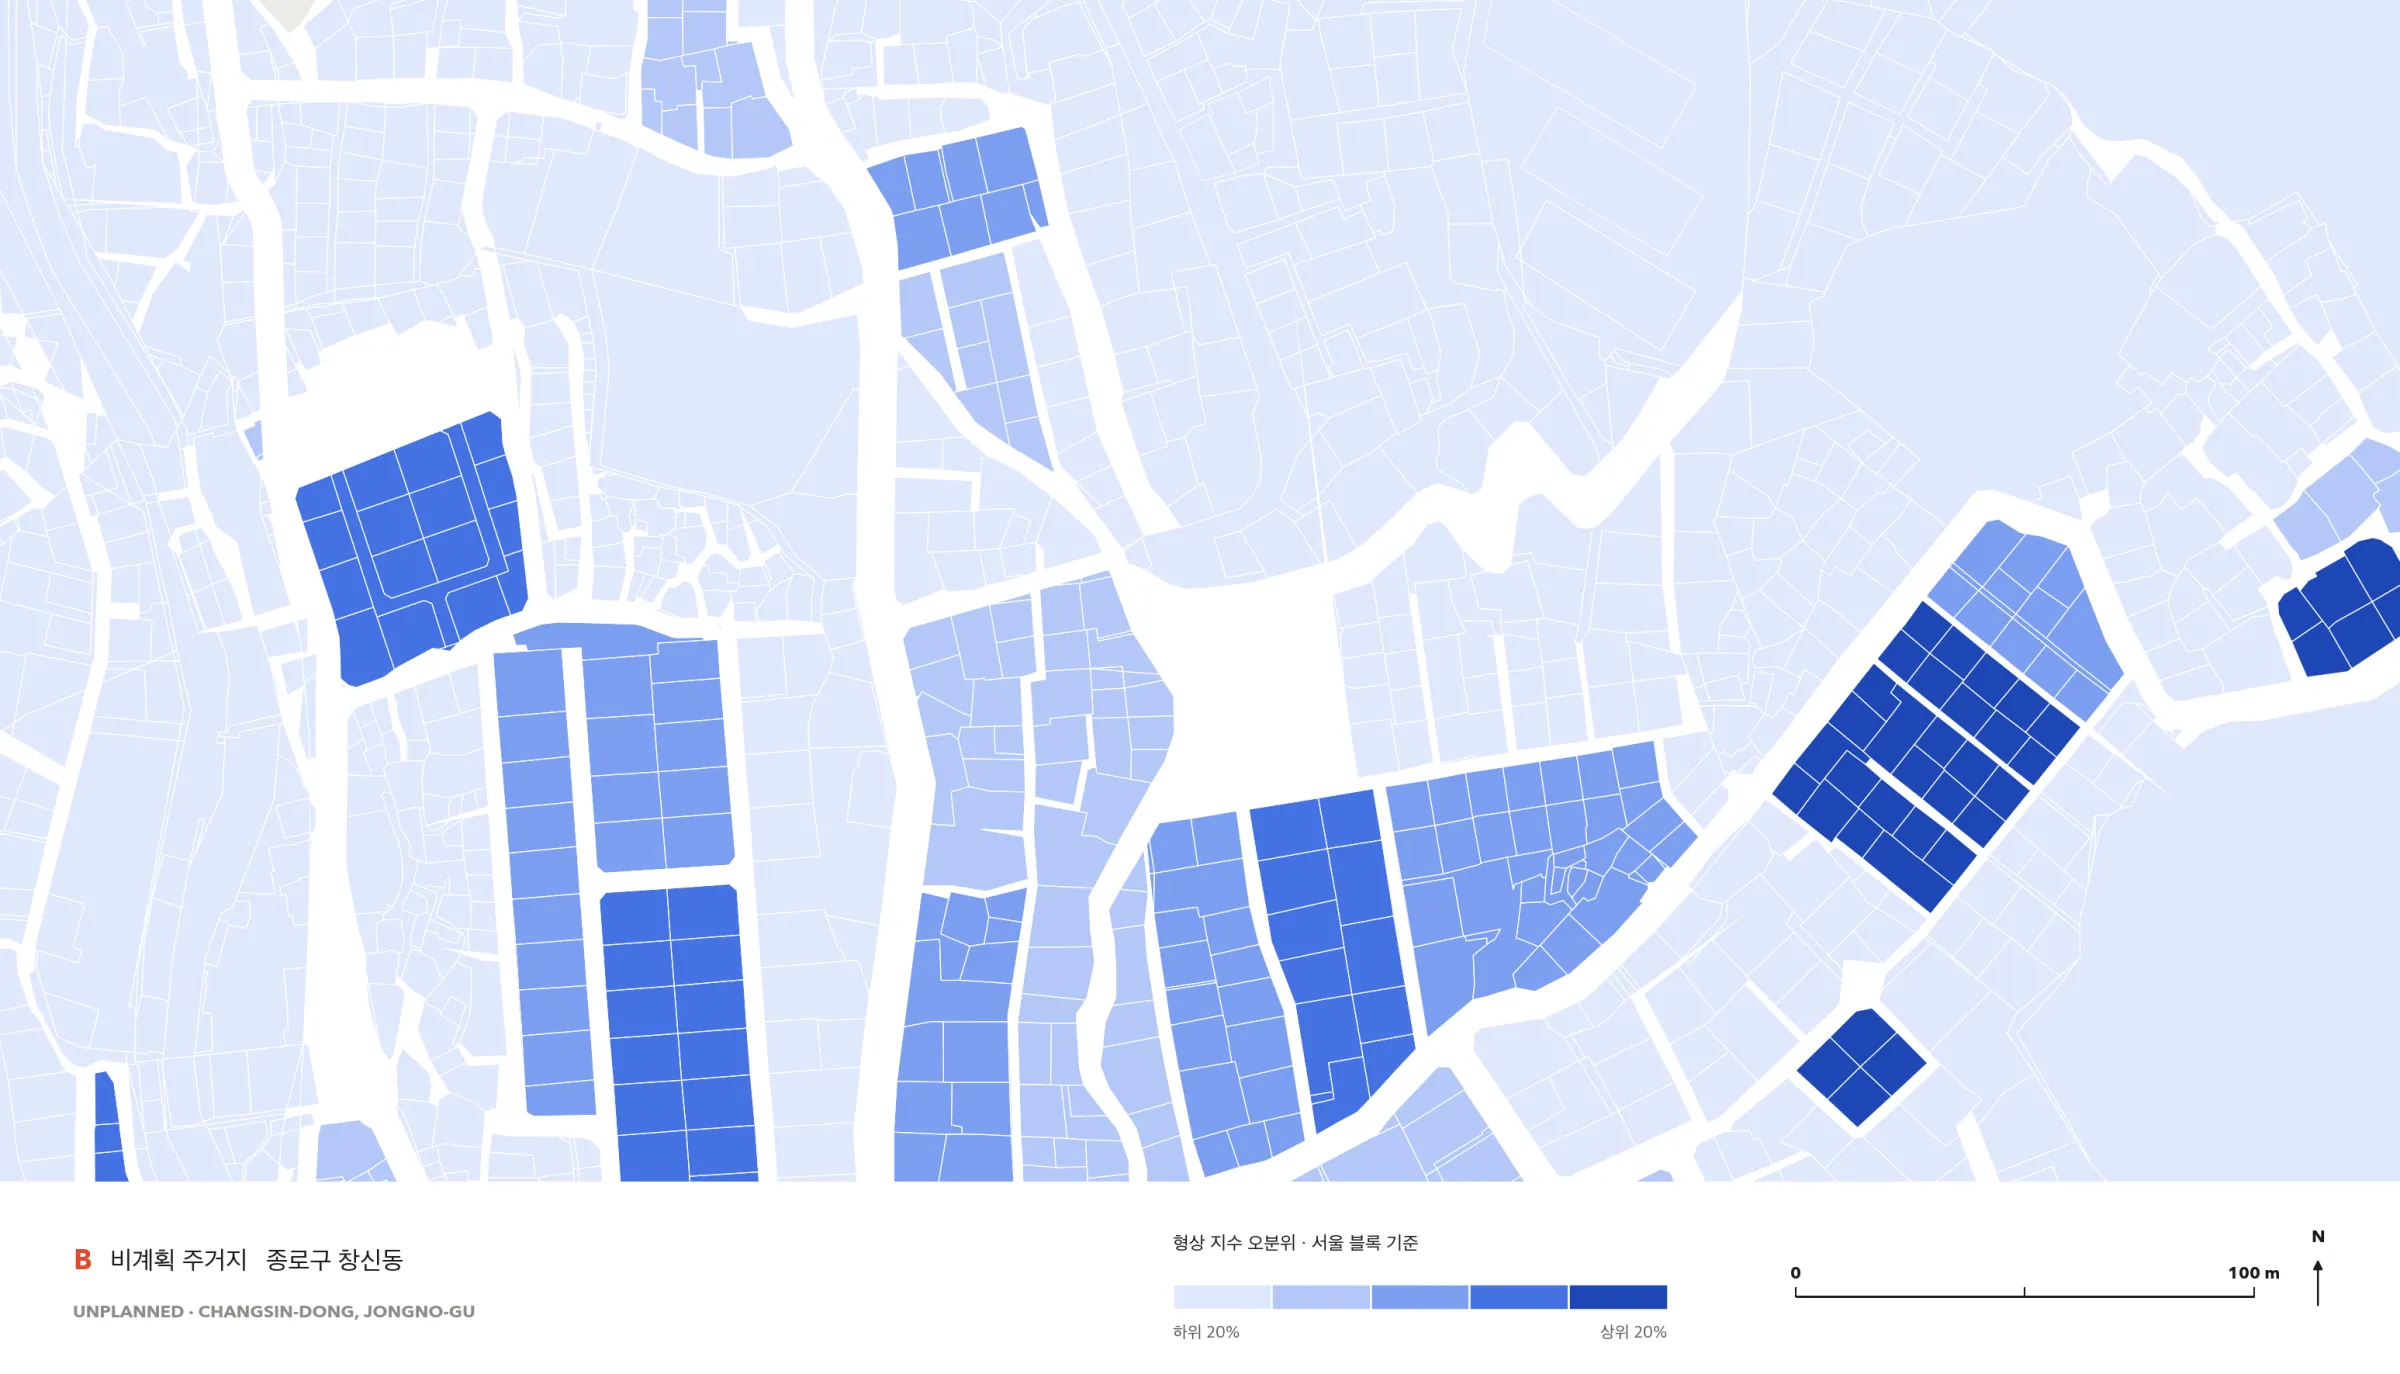 B 비계획 주거지 종로구 창신동
UNPLANNED · CHANGSIN-DONG, JONGNO-GU
형상 지수 오분위 · 서울 블록 기준
하위 20% 상위 20%
0 100 m
N